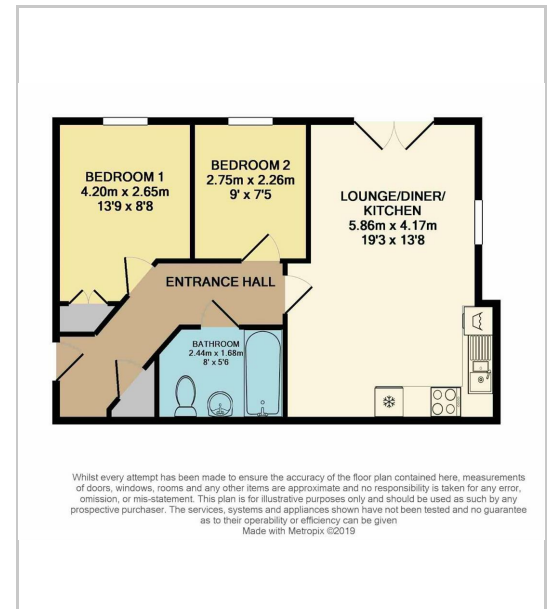 BEDROOM 1
4.20m x 2.65m
13'9 x 8'8
BEDROOM 2
2.75m x 2.26m
9' x 7'5
LOUNGE/DINER/
KITCHEN
5.86m x 4.17m
19'3 x 13'8
ENTRANCE HALL
BATHROOM
2.44m x 1.68m
8' x 5'6
Whilst every attempt has been made to ensure the accuracy of the floor plan contained here, measurements
of doors, windows, rooms and any other items are approximate and no responsibility is taken for any error,
omission, or mis-statement. This plan is for illustrative purposes only and should be used as such by any
prospective purchaser. The services, systems and appliances shown have not been tested and no guarantee
as to their operability or efficiency can be given
Made with Metropix ©2019